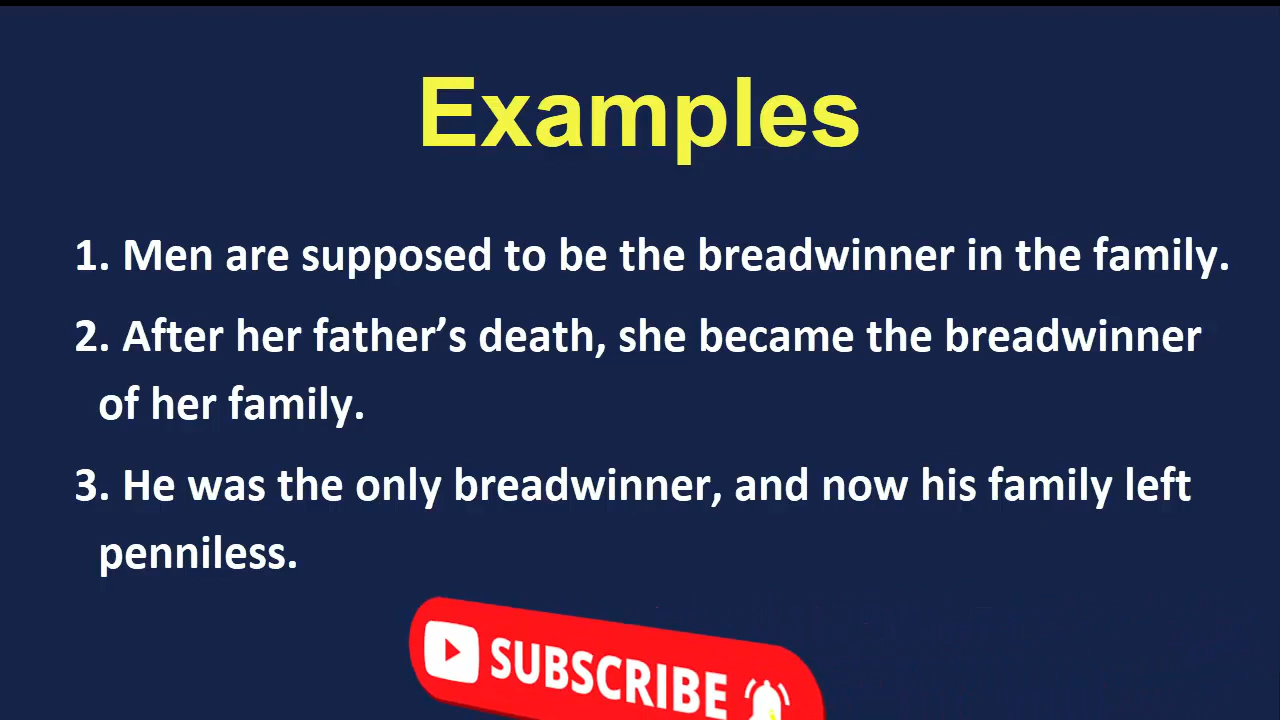 Examples
1. Men are supposed to be the breadwinner in the family.
2. After her father’s death, she became the breadwinner
of her family.
3. He was the only breadwinner, and now his family left
penniless.
SUBSCRIBE